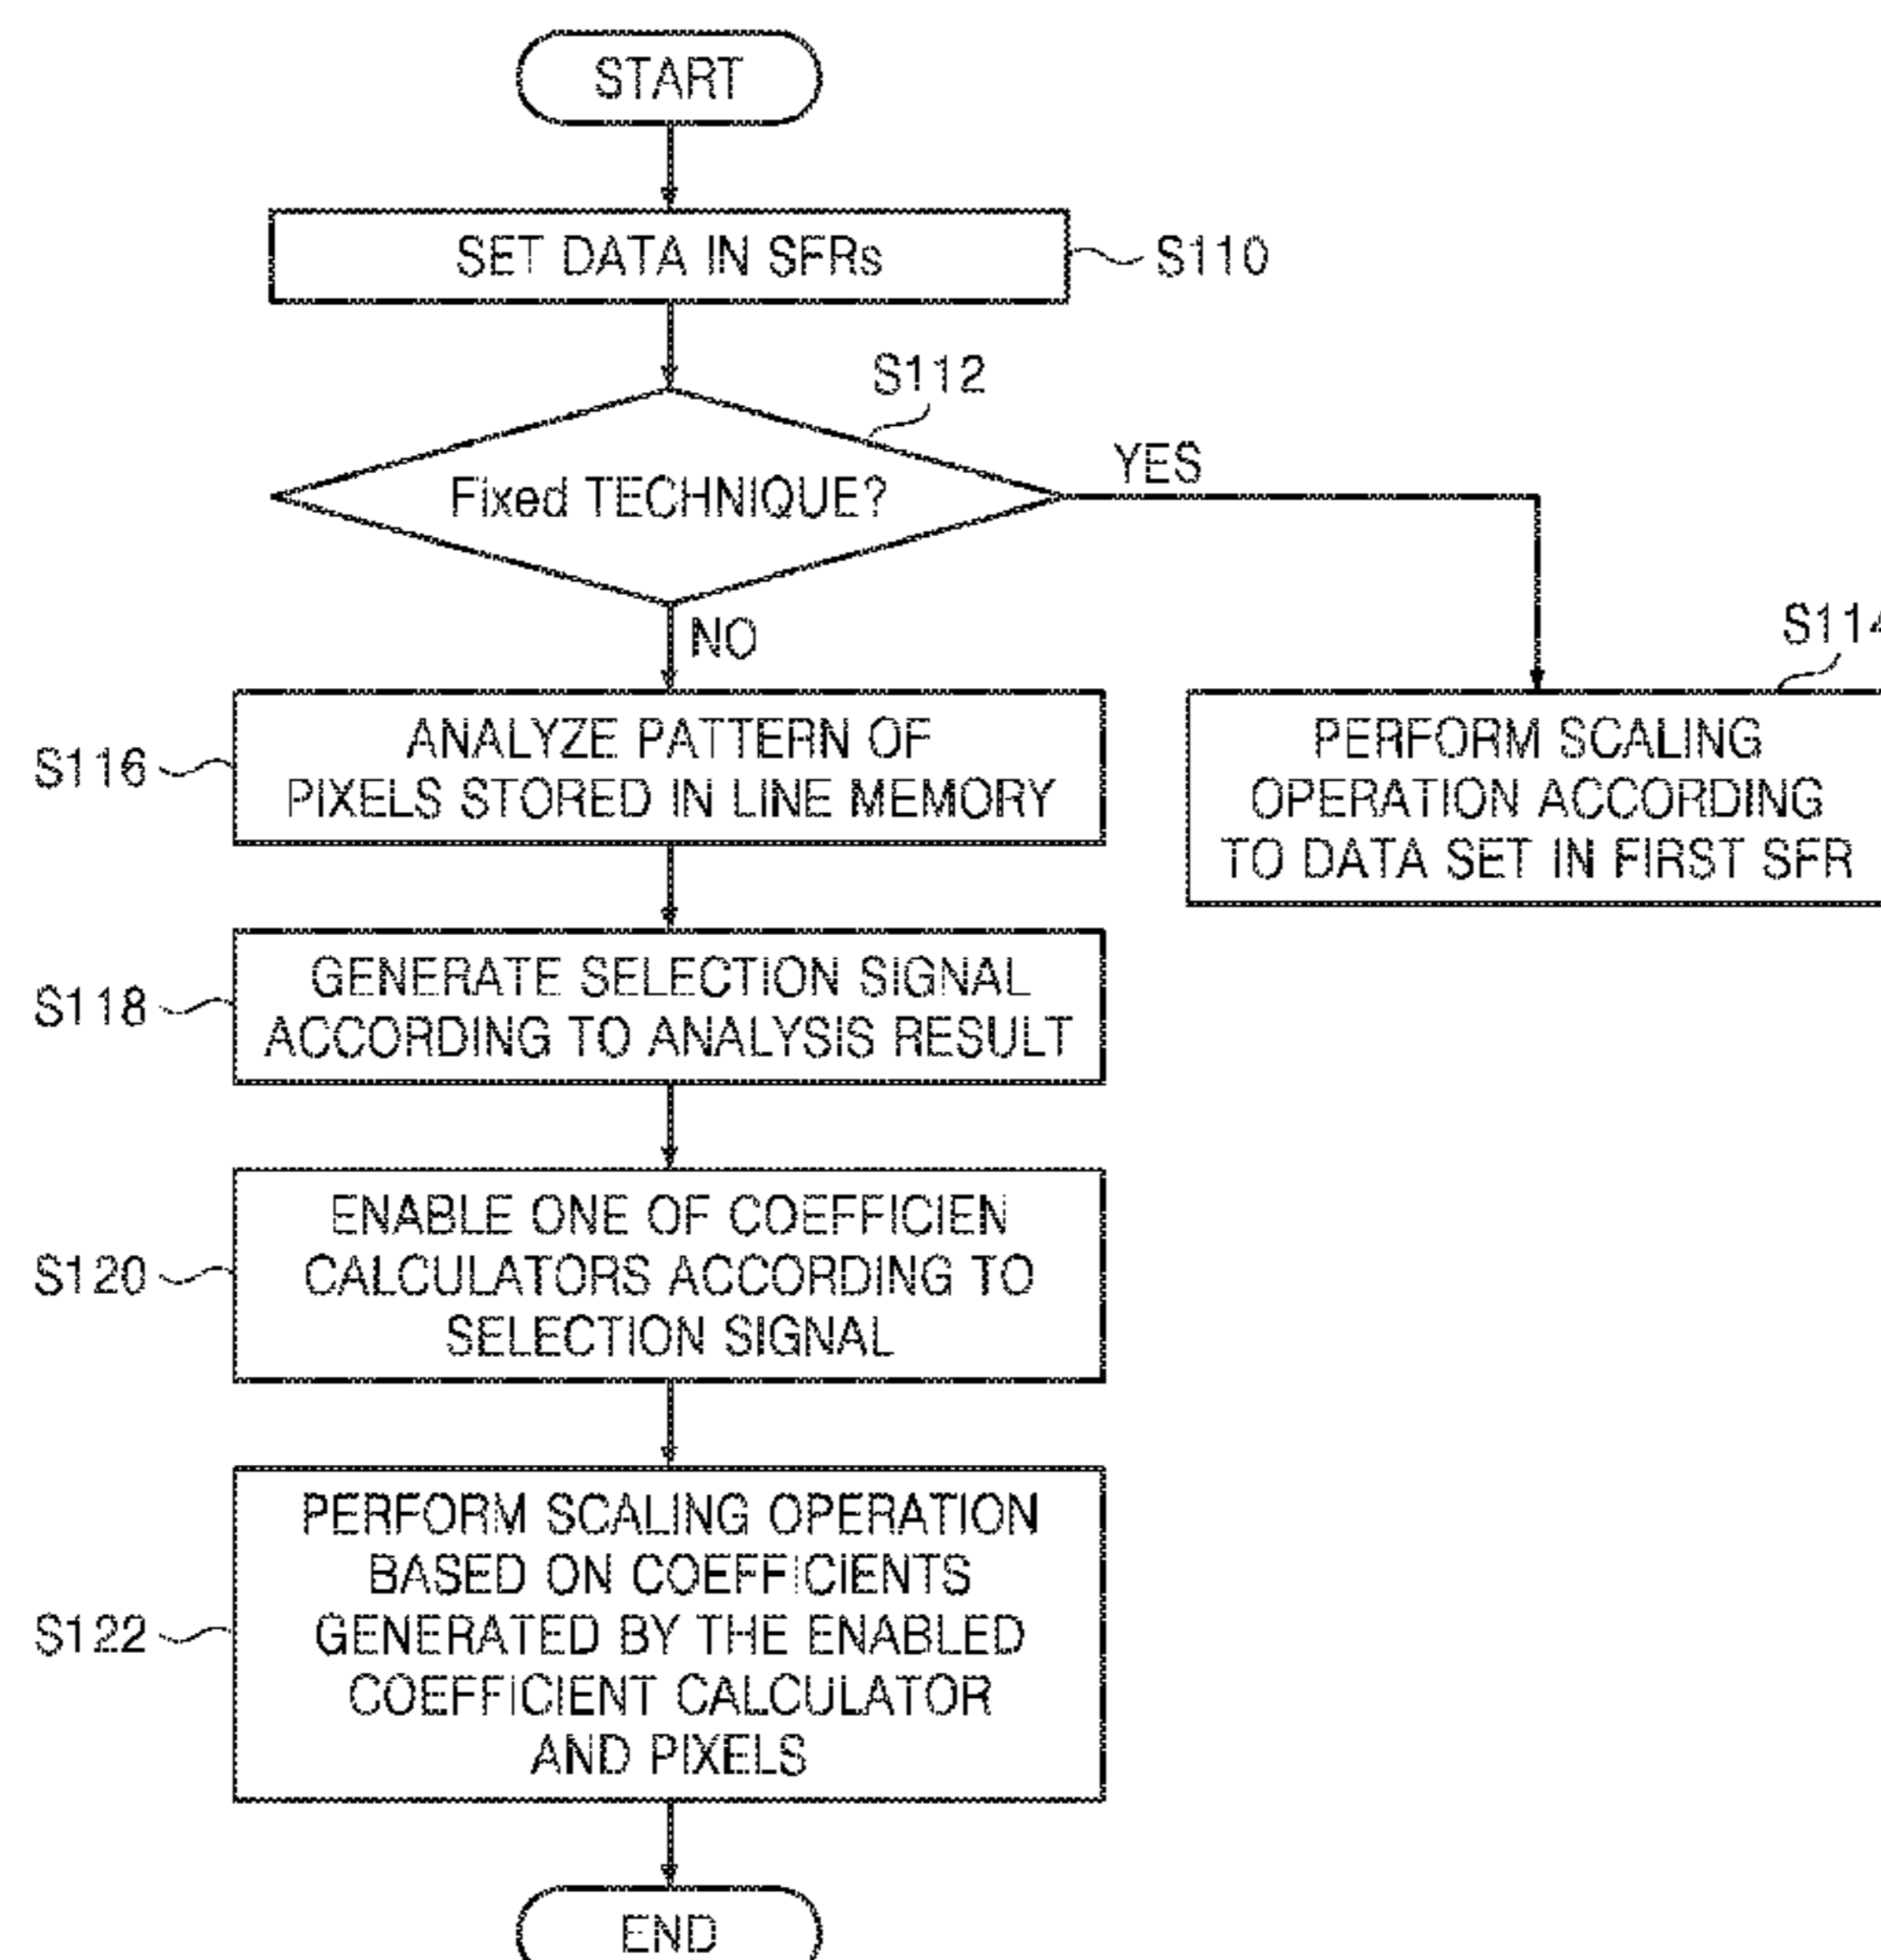 START
SET DATA IN SFRs
S110
S112
Fixed TECHNIQUE?
YES
NO
S114
S116
ANALYZE PATTERN OF
PIXELS STORED IN LINE MEMORY
PERFORM SCALING
OPERATION ACCORDING
TO DATA SET IN FIRST SFR
S118
GENERATE SELECTION SIGNAL
ACCORDING TO ANALYSIS RESULT
S120
ENABLE ONE OF COEFFICIEN
CALCULATORS ACCORDING TO
SELECTION SIGNAL
S122
PERFORM SCALING OPERATION
BASED ON COEFFICIENTS
GENERATED BY THE ENABLED
COEFFICIENT CALCULATOR
AND PIXELS
END